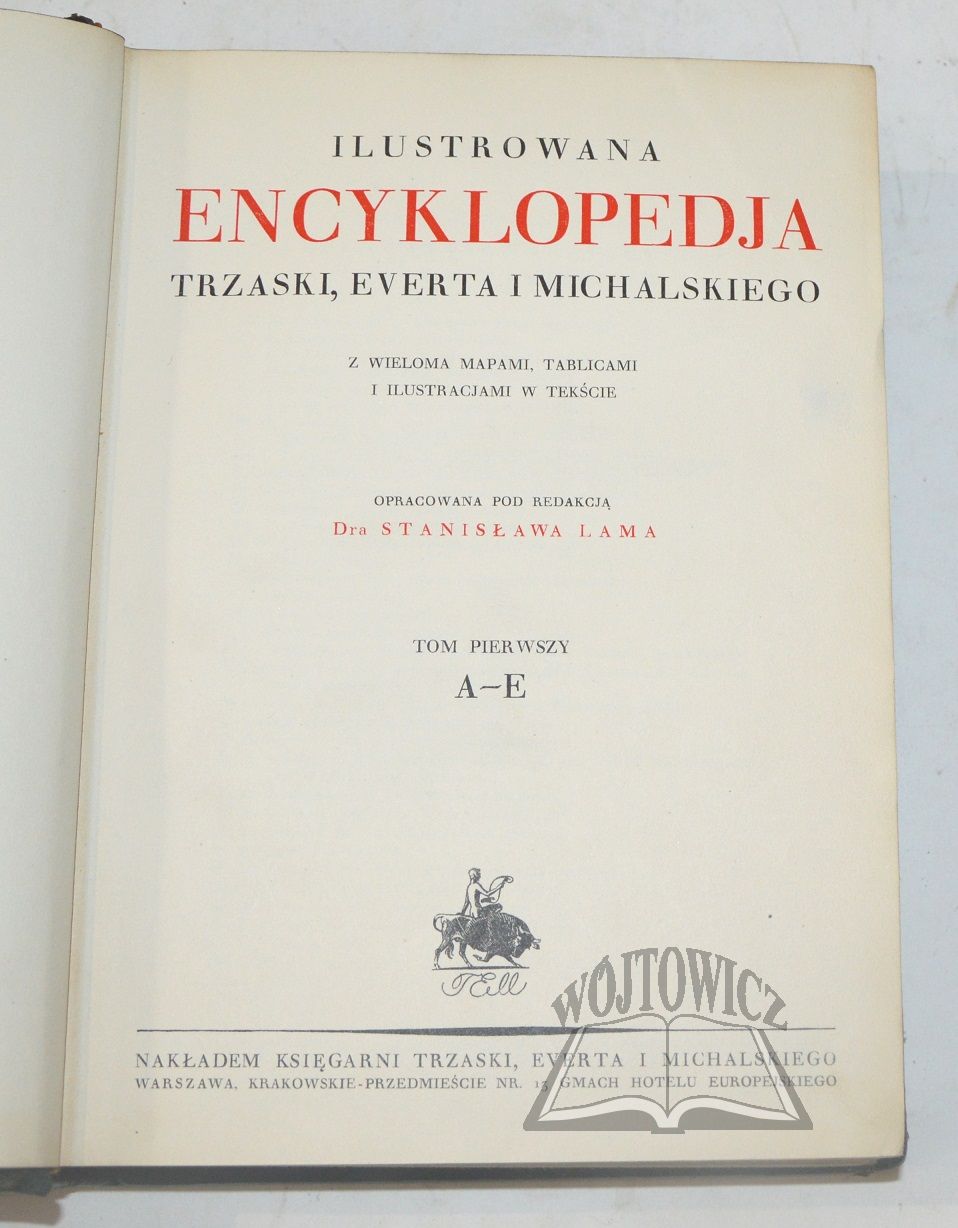 ILUSTROWANA
ENCYKLOPEDJA
TRZASKI, EVERTA I MICHALSKIEGO
Z WIELOMA MAPAMI, TABLICAMI
I ILUSTRACJAMI W TEKŚCIE
OPRACOWANA POD REDAKCJĄ
Dra STANISŁAWA LAMA
TOM PIERWSZY
A—E
TEM
WÓJTOWICZ
NAKŁADEM KSIĘGARNI TRZASKI, EVERTA I MICHALSKIEGO
WARSZAWA, KRAKOWSKIE-PRZEDMIEŚCIE NR. 13 GMACH HOTELU EUROPEJSKIEGO